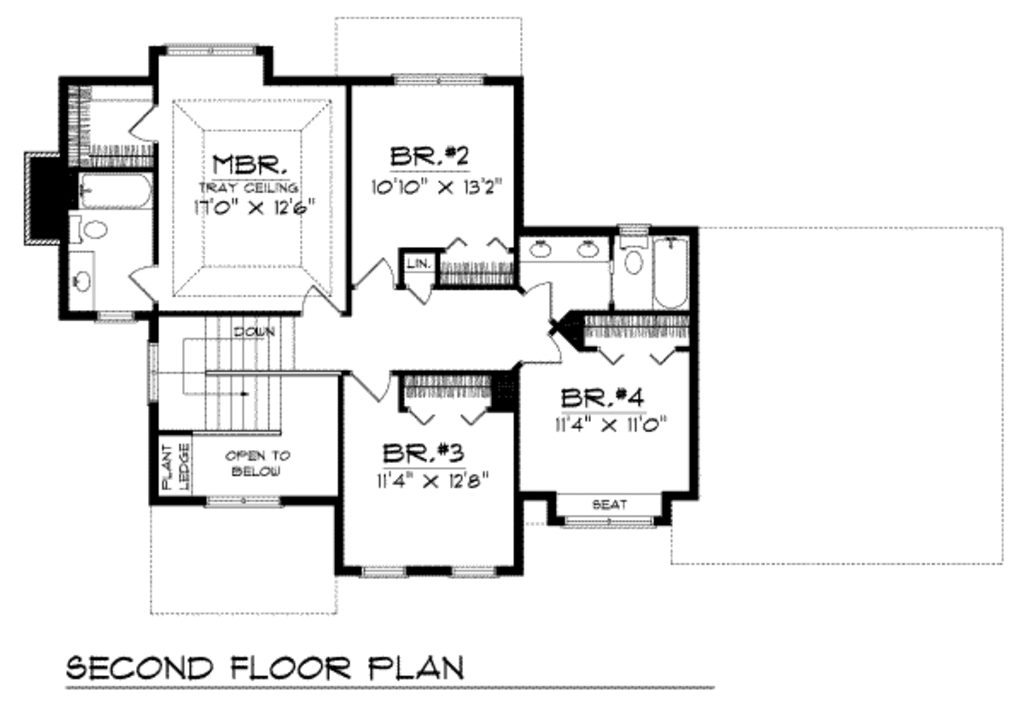 MBR.
TRAY CEILING
17'0" X 12'6"
BR.#2
10'10" X 13'2"
LIN.
DOWN
BR.#4
11'4" X 11'0"
PLANT
LEDGE
OPEN TO
BELOW
BR.#3
11'4" X 12'8"
SEAT
SECOND FLOOR PLAN